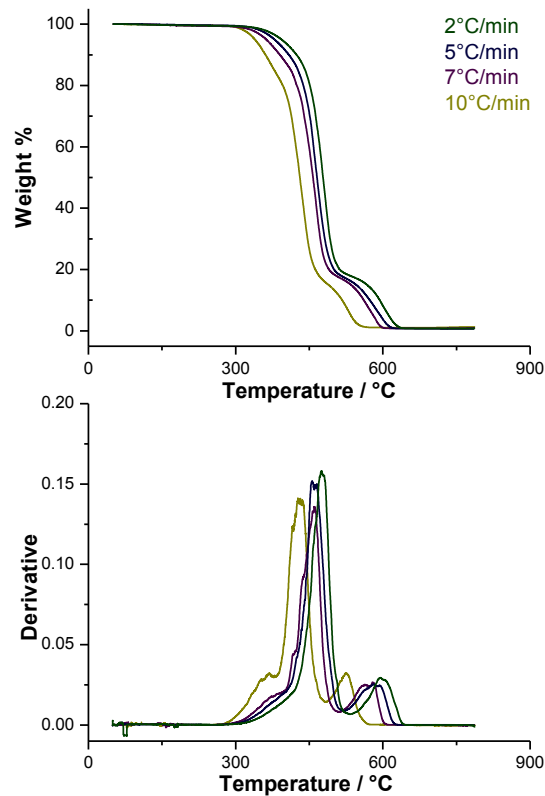 100
80
60
40
20
0
Weight %
2°C/min
5°C/min
7°C/min
10°C/min
0
300
600
900
Temperature / °C
0.20
0.15
0.10
0.05
0.00
Derivative
0
300
600
900
Temperature / °C